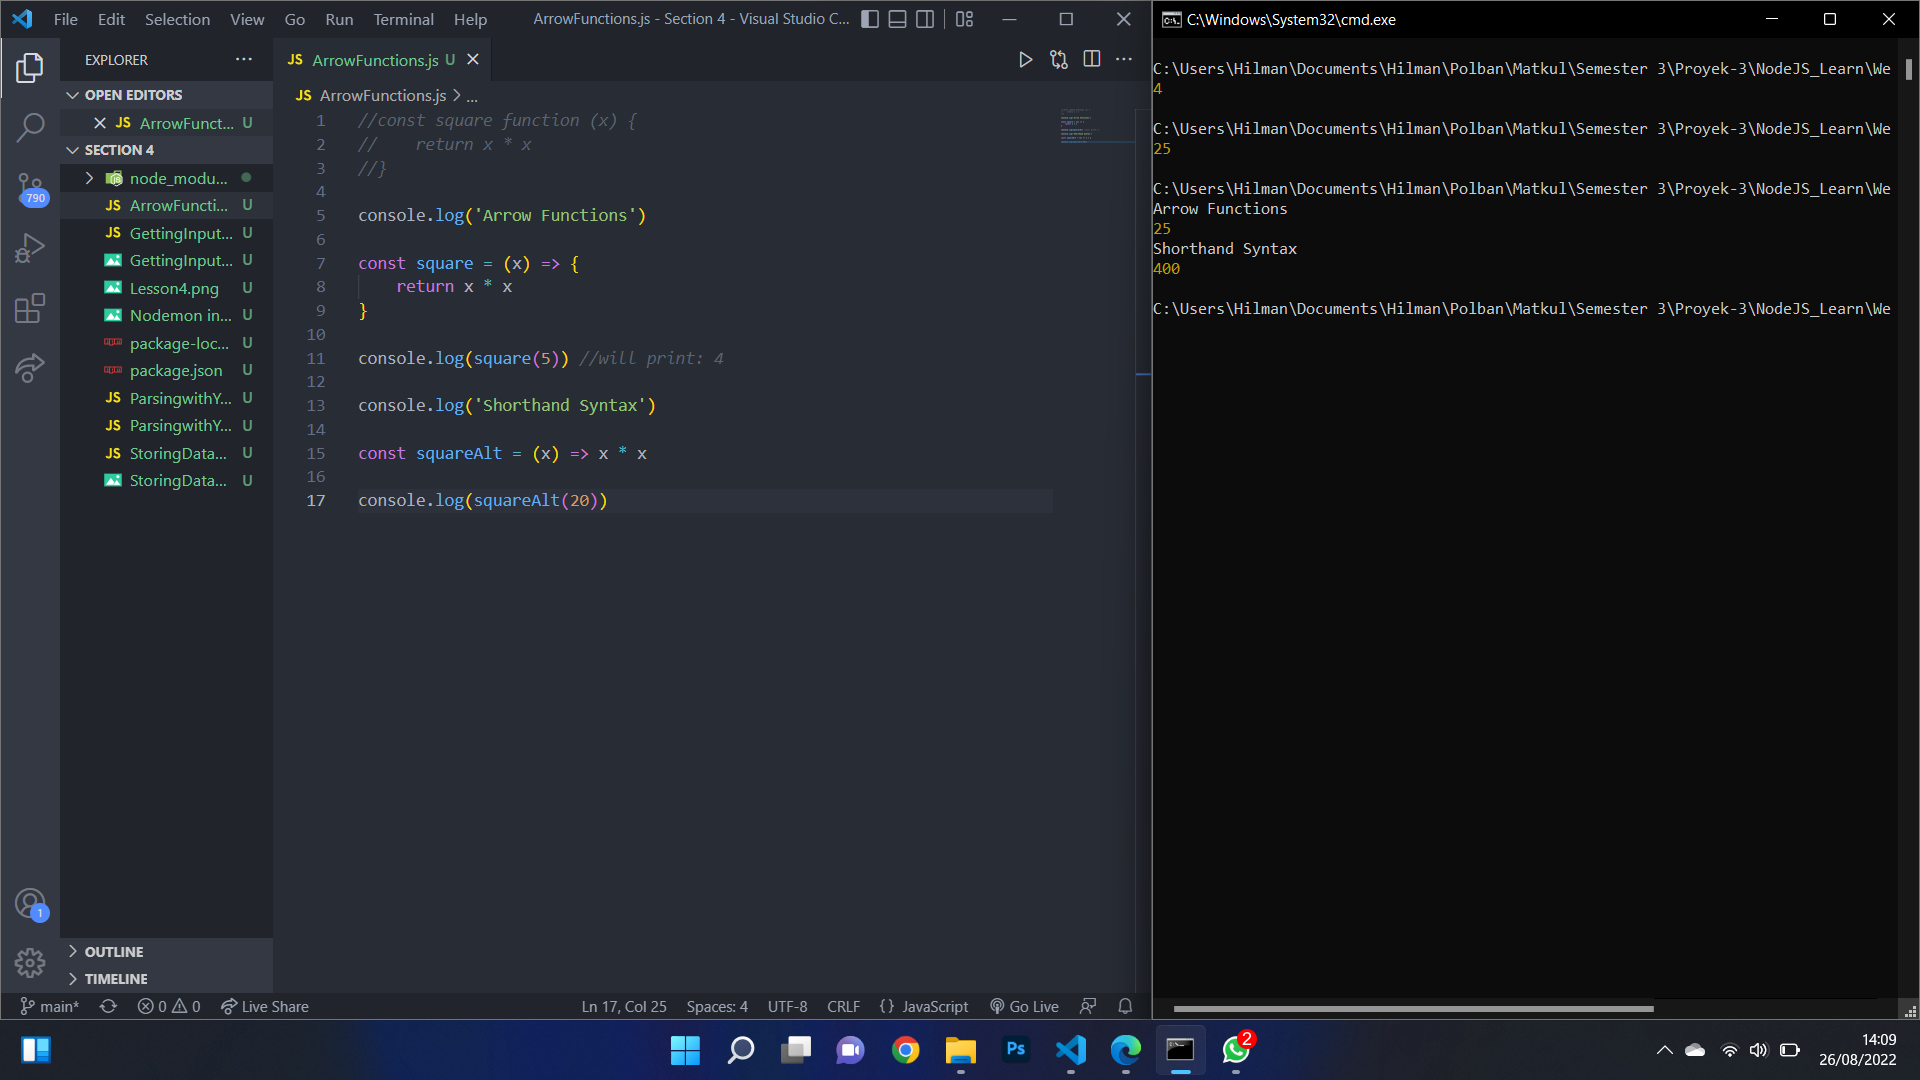 File Edit Selection View Go Run Terminal Help
ArrowFunctions.js - Section 4 - Visual Studio C...
EXPLORER
OPEN EDITORS
JS ArrowFunct... U
SECTION 4
node_modu...
JS ArrowFuncti... U
JS GettingInput... U
GettingInput... U
Lesson4.png U
Nodemon in... U
package-loc... U
package.json U
JS ParsingwithY... U
JS ParsingwithY... U
JS StoringData... U
StoringData... U
OUTLINE
TIMELINE
790
1
JS ArrowFunctions.js U
JS ArrowFunctions.js > ...
1 //const square function (x) {
2 //    return x * x
3 //}
4
5 console.log('Arrow Functions')
6
7 const square = (x) => {
8     return x * x
9 }
10
11 console.log(square(5)) //will print: 4
12
13 console.log('Shorthand Syntax')
14
15 const squareAlt = (x) => x * x
16
17 console.log(squareAlt(20))
main* 0 0 Live Share Ln 17, Col 25 Spaces: 4 UTF-8 CRLF {} JavaScript Go Live
C:\Windows\System32\cmd.exe
C:\Users\Hilman\Documents\Hilman\Polban\Matkul\Semester 3\Proyek-3\NodeJS_Learn\We
4
C:\Users\Hilman\Documents\Hilman\Polban\Matkul\Semester 3\Proyek-3\NodeJS_Learn\We
25
C:\Users\Hilman\Documents\Hilman\Polban\Matkul\Semester 3\Proyek-3\NodeJS_Learn\We
Arrow Functions
25
Shorthand Syntax
400
C:\Users\Hilman\Documents\Hilman\Polban\Matkul\Semester 3\Proyek-3\NodeJS_Learn\We
Ps
2
14:09
26/08/2022